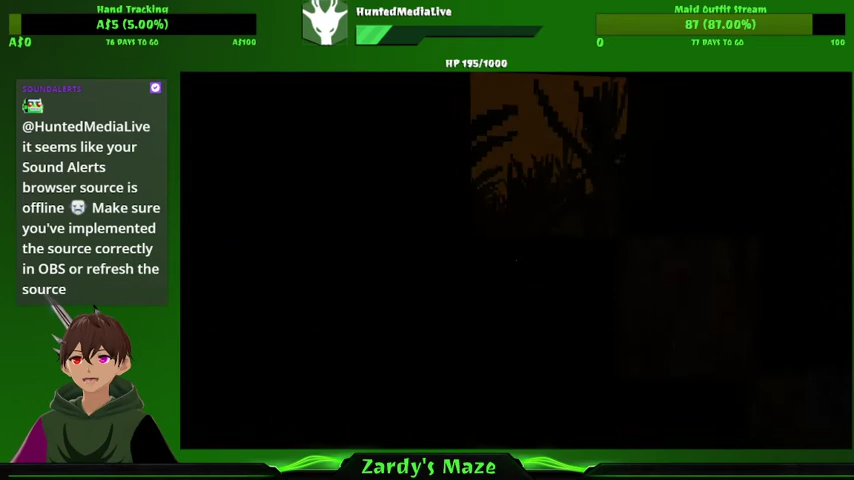 Hand Tracking
A$5 (5.00%)
A$0
76 DAYS TO GO
A$100
HuntedMediaLive
HP 195/1000
Maid Outfit Stream
87 (87.00%)
0
77 DAYS TO GO
100
SOUNDALERTS
@HuntedMediaLive
it seems like your
Sound Alerts
browser source is
offline Make sure
you've implemented
the source correctly
in OBS or refresh the
source
Zardy's Maze